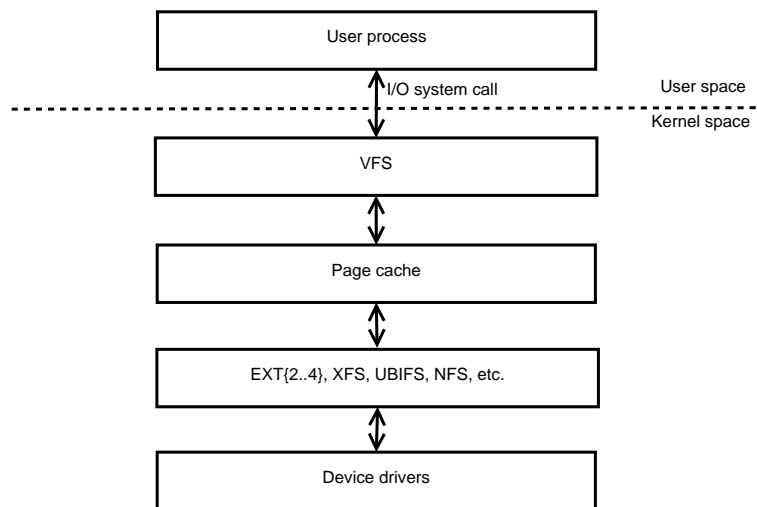 User process
I/O system call
User space
Kernel space
VFS
Page cache
EXT{2..4}, XFS, UBIFS, NFS, etc.
Device drivers